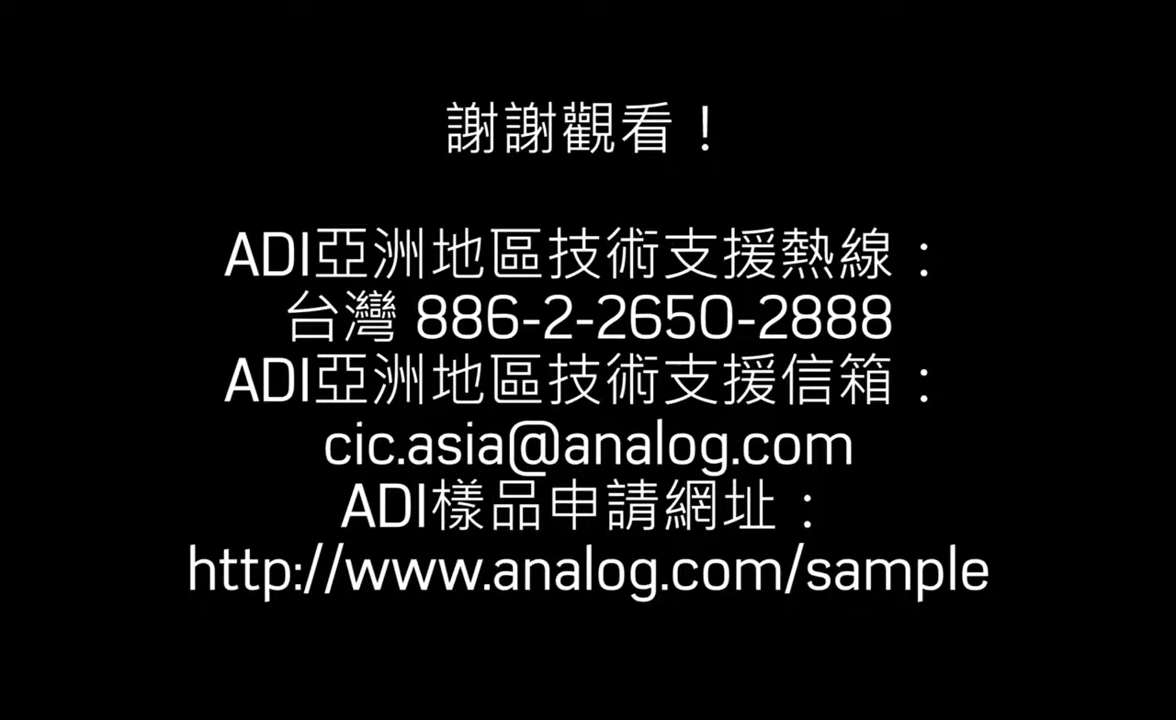 謝謝觀看！
ADI亞洲地區技術支援熱線：
台灣 886-2-2650-2888
ADI亞洲地區技術支援信箱：
cic.asia@analog.com
ADI樣品申請網址：
http://www.analog.com/sample